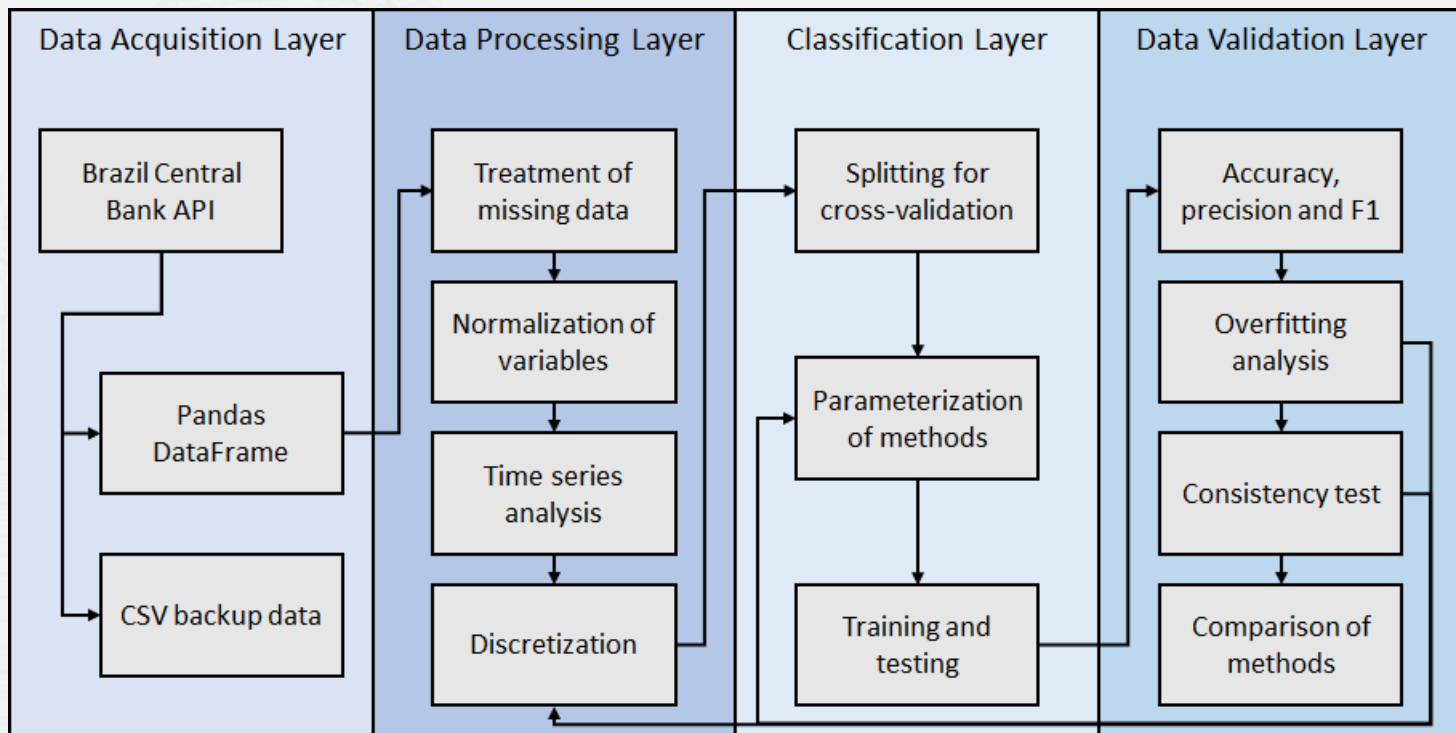 Data Acquisition Layer
Brazil Central
Bank API
Pandas
DataFrame
CSV backup data
Data Processing Layer
Treatment of
missing data
Normalization of
variables
Time series
analysis
Discretization
Classification Layer
Splitting for
cross-validation
Parameterization
of methods
Training and
testing
Data Validation Layer
Accuracy,
precision and F1
Overfitting
analysis
Consistency test
Comparison of
methods